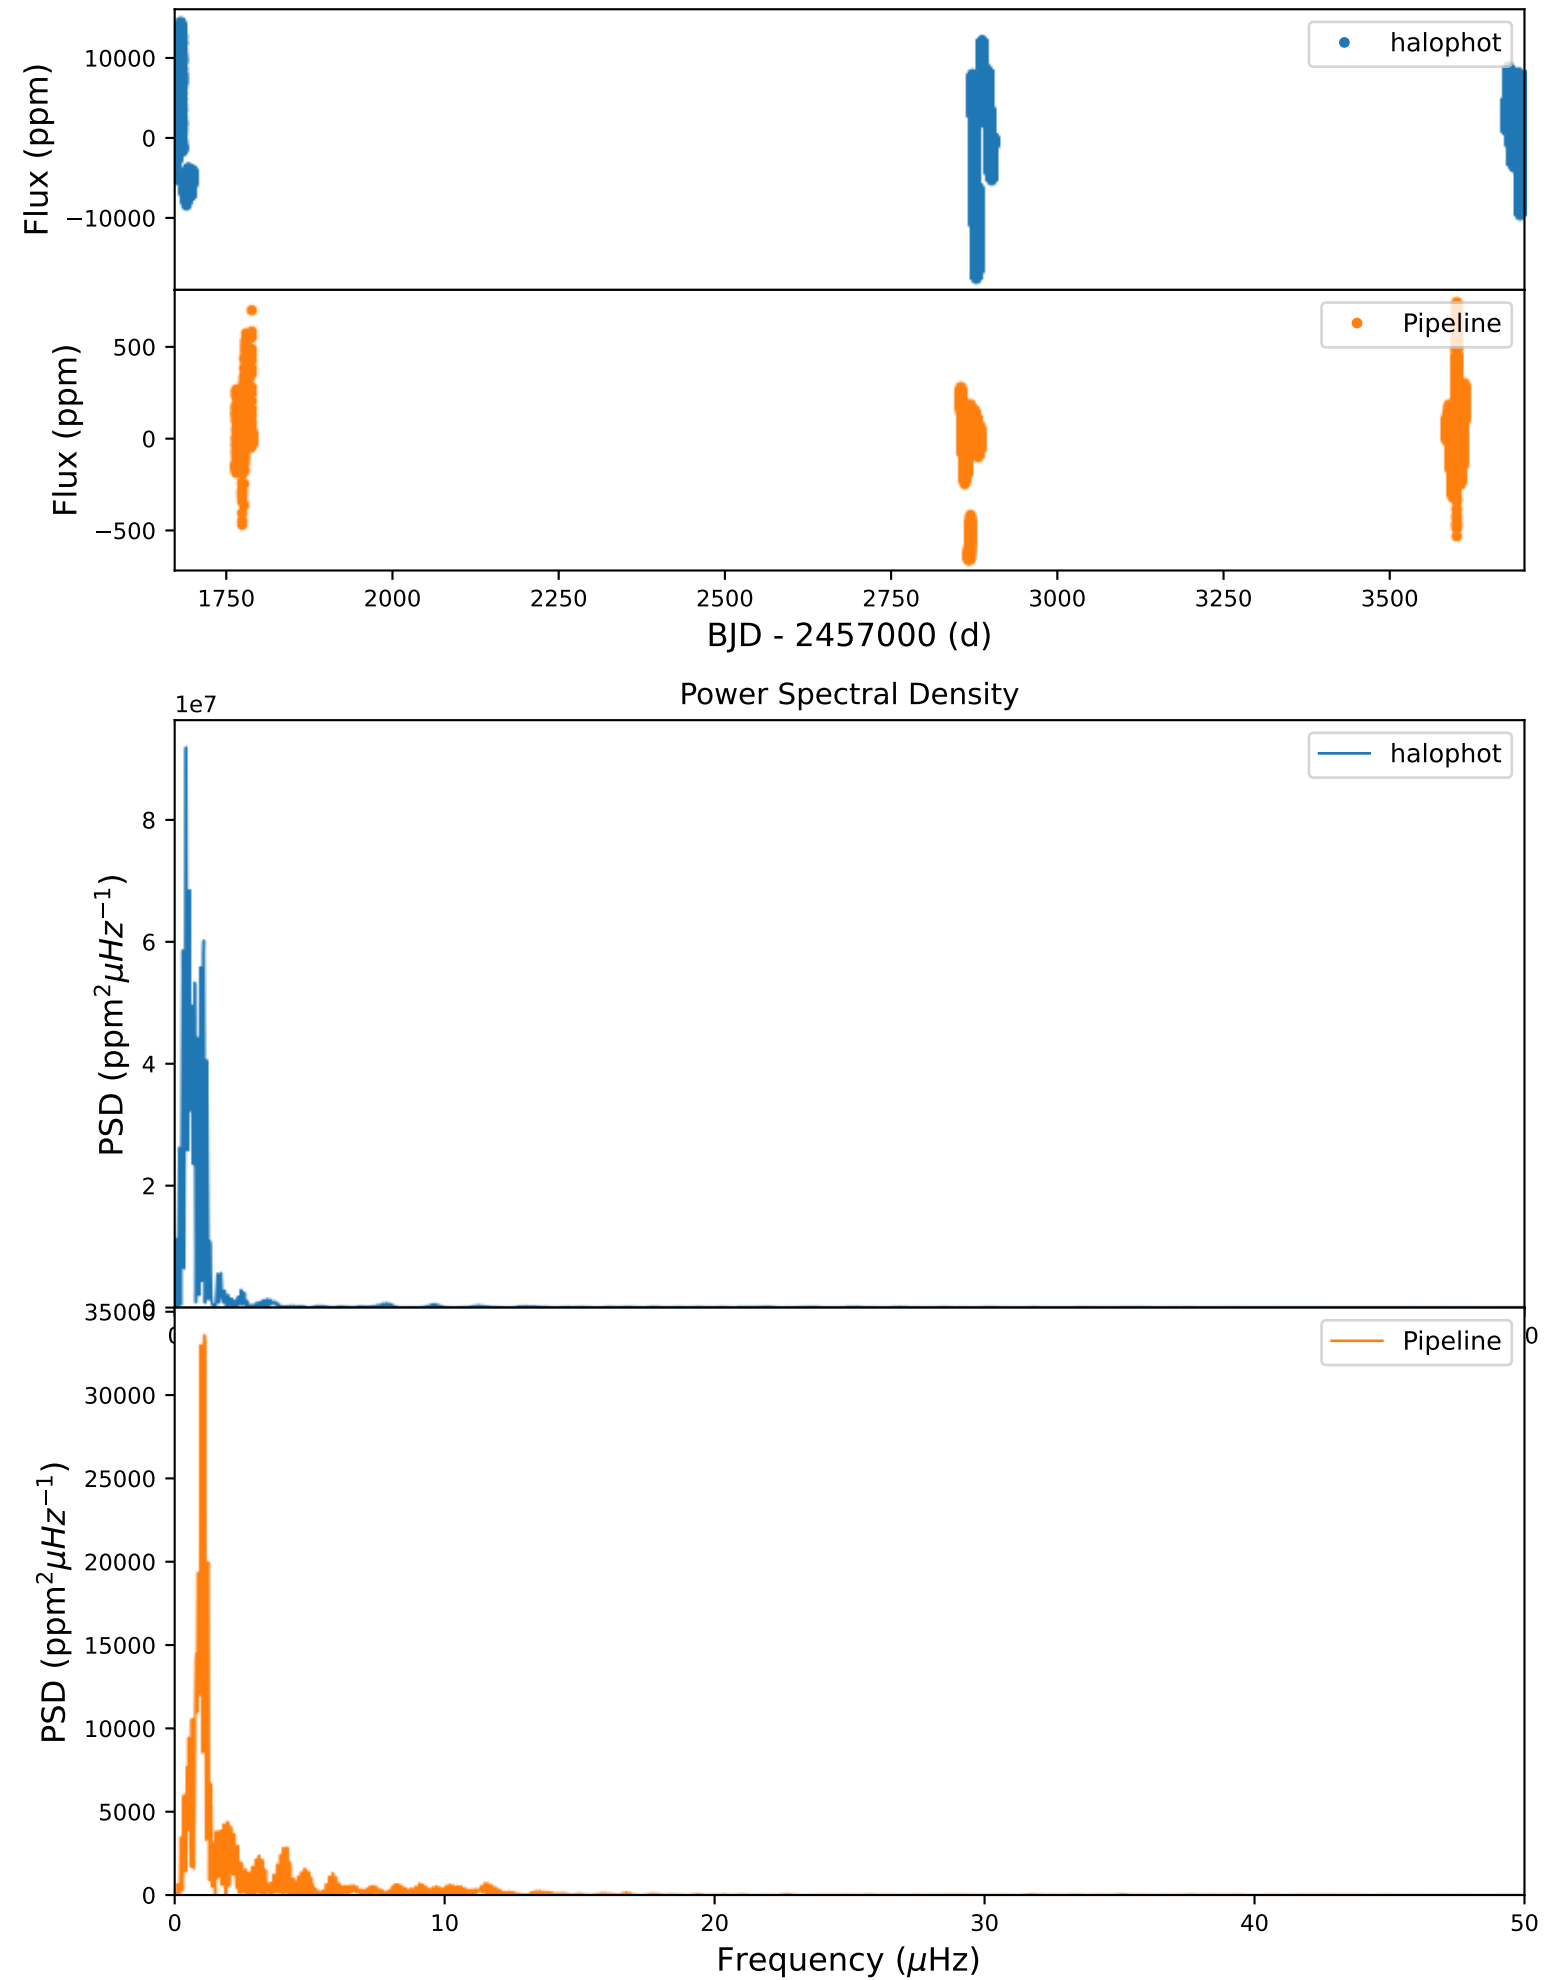 halophot
10000
0
−10000
Flux (ppm)
Pipeline
500
0
−500
Flux (ppm)
1750 2000 2250 2500 2750 3000 3250 3500
BJD - 2457000 (d)
Power Spectral Density
1e7
halophot
8
6
4
2
0
PSD (ppm²μHz⁻¹)
0
Pipeline
35000
30000
25000
20000
15000
10000
5000
0
PSD (ppm²μHz⁻¹)
0 10 20 30 40 50
Frequency (μHz)